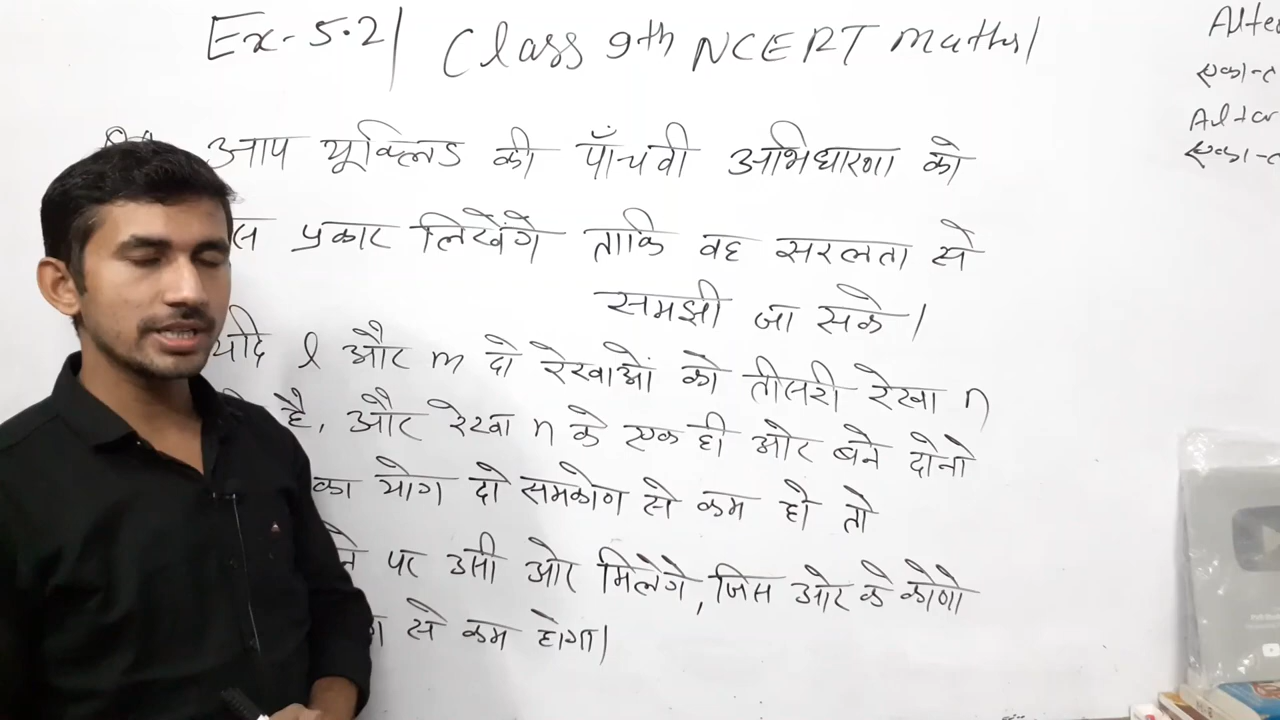 Ex-5.2| Class 9th NCERT maths|
आप यूक्लिड की पाँचवी अभिधारणा को
प्रकार लिखेंगे ताकि वह सरलता से
समझी जा सके।
यदि l और m दो रेखाओं को तीसरी रेखा n
है, और रेखा n के एक ही ओर बने दोनो
का योग दो समकोण से कम हो तो
पर उसी ओर मिलेगे, जिस ओर के कोणो
से कम होगा।